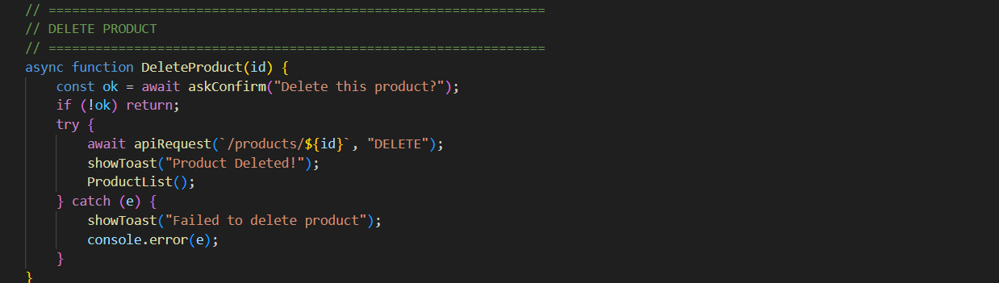 // ================================================================
// DELETE PRODUCT
// ================================================================
async function DeleteProduct(id) {
    const ok = await askConfirm("Delete this product?");
    if (!ok) return;
    try {
        await apiRequest(`/products/${id}`, "DELETE");
        showToast("Product Deleted!");
        ProductList();
    } catch (e) {
        showToast("Failed to delete product");
        console.error(e);
    }
}